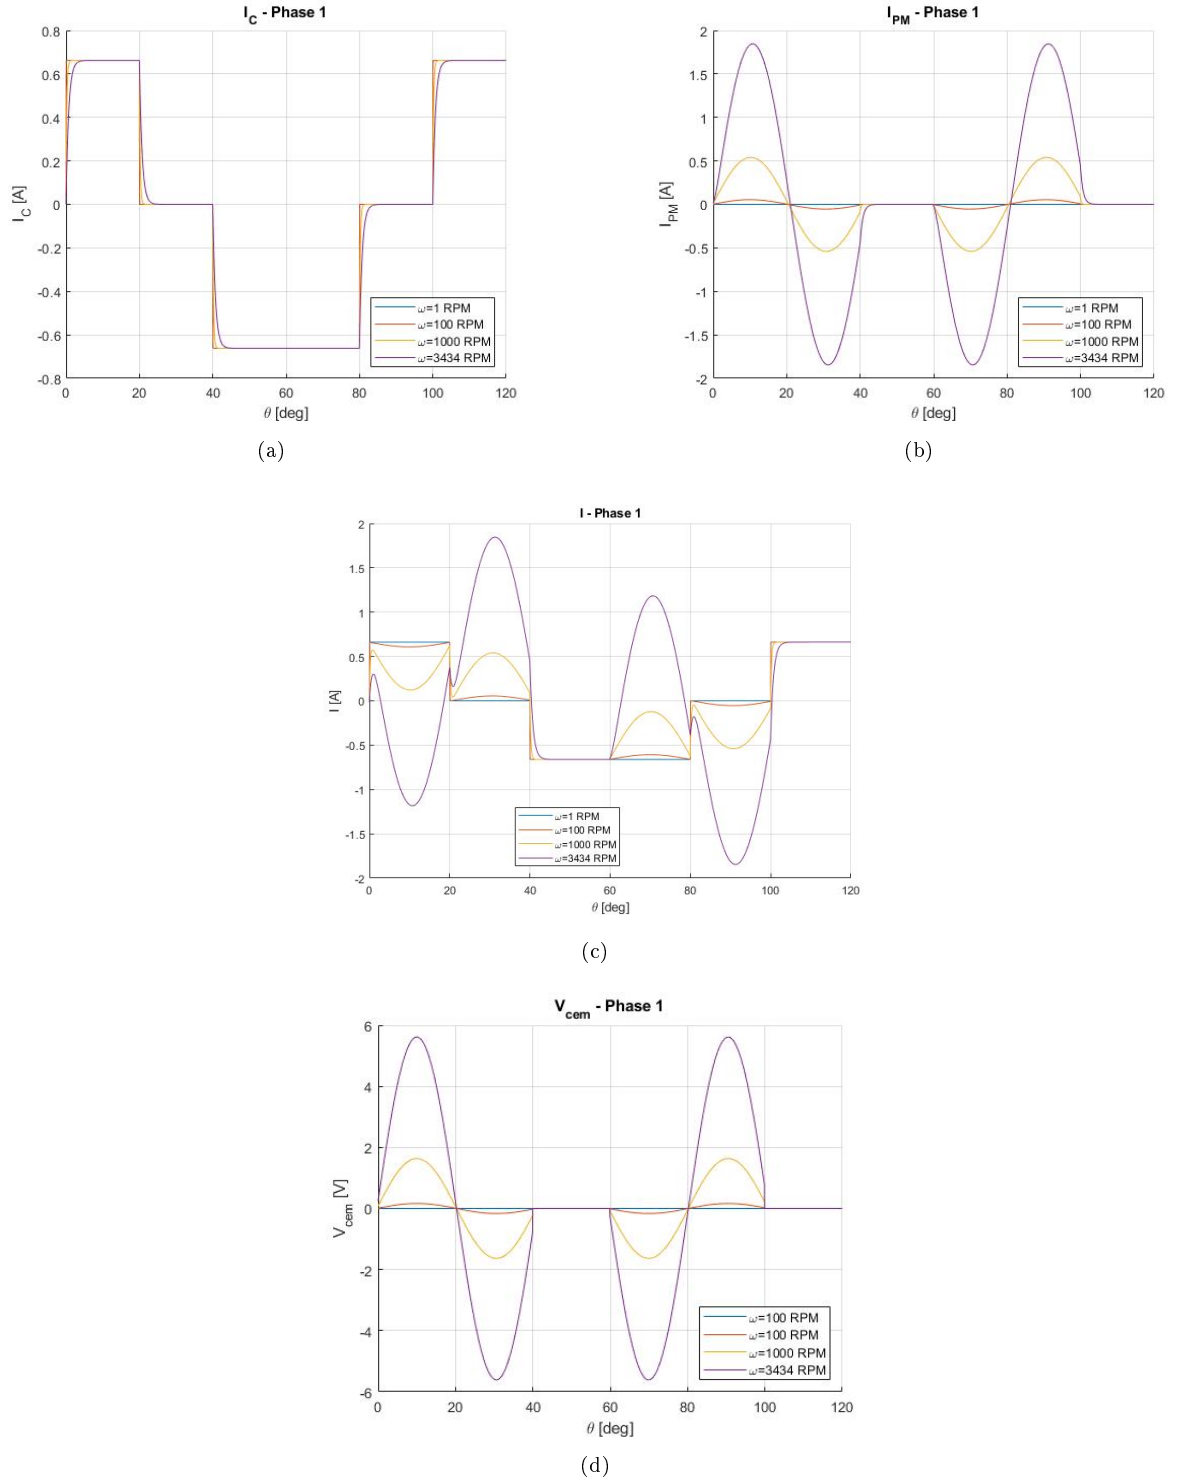 I_C - Phase 1
0.8
0.6
0.4
0.2
0
-0.2
-0.4
-0.6
-0.8
I_C [A]
0 20 40 60 80 100 120
θ [deg]
ω=1 RPM
ω=100 RPM
ω=1000 RPM
ω=3434 RPM
(a)
I_PM - Phase 1
2
1.5
1
0.5
0
-0.5
-1
-1.5
-2
I_PM [A]
0 20 40 60 80 100 120
θ [deg]
ω=1 RPM
ω=100 RPM
ω=1000 RPM
ω=3434 RPM
(b)
I - Phase 1
2
1.5
1
0.5
0
-0.5
-1
-1.5
-2
I [A]
0 20 40 60 80 100 120
θ [deg]
ω=1 RPM
ω=100 RPM
ω=1000 RPM
ω=3434 RPM
(c)
V_cem - Phase 1
6
4
2
0
-2
-4
-6
V_cem [V]
0 20 40 60 80 100 120
θ [deg]
ω=100 RPM
ω=100 RPM
ω=1000 RPM
ω=3434 RPM
(d)